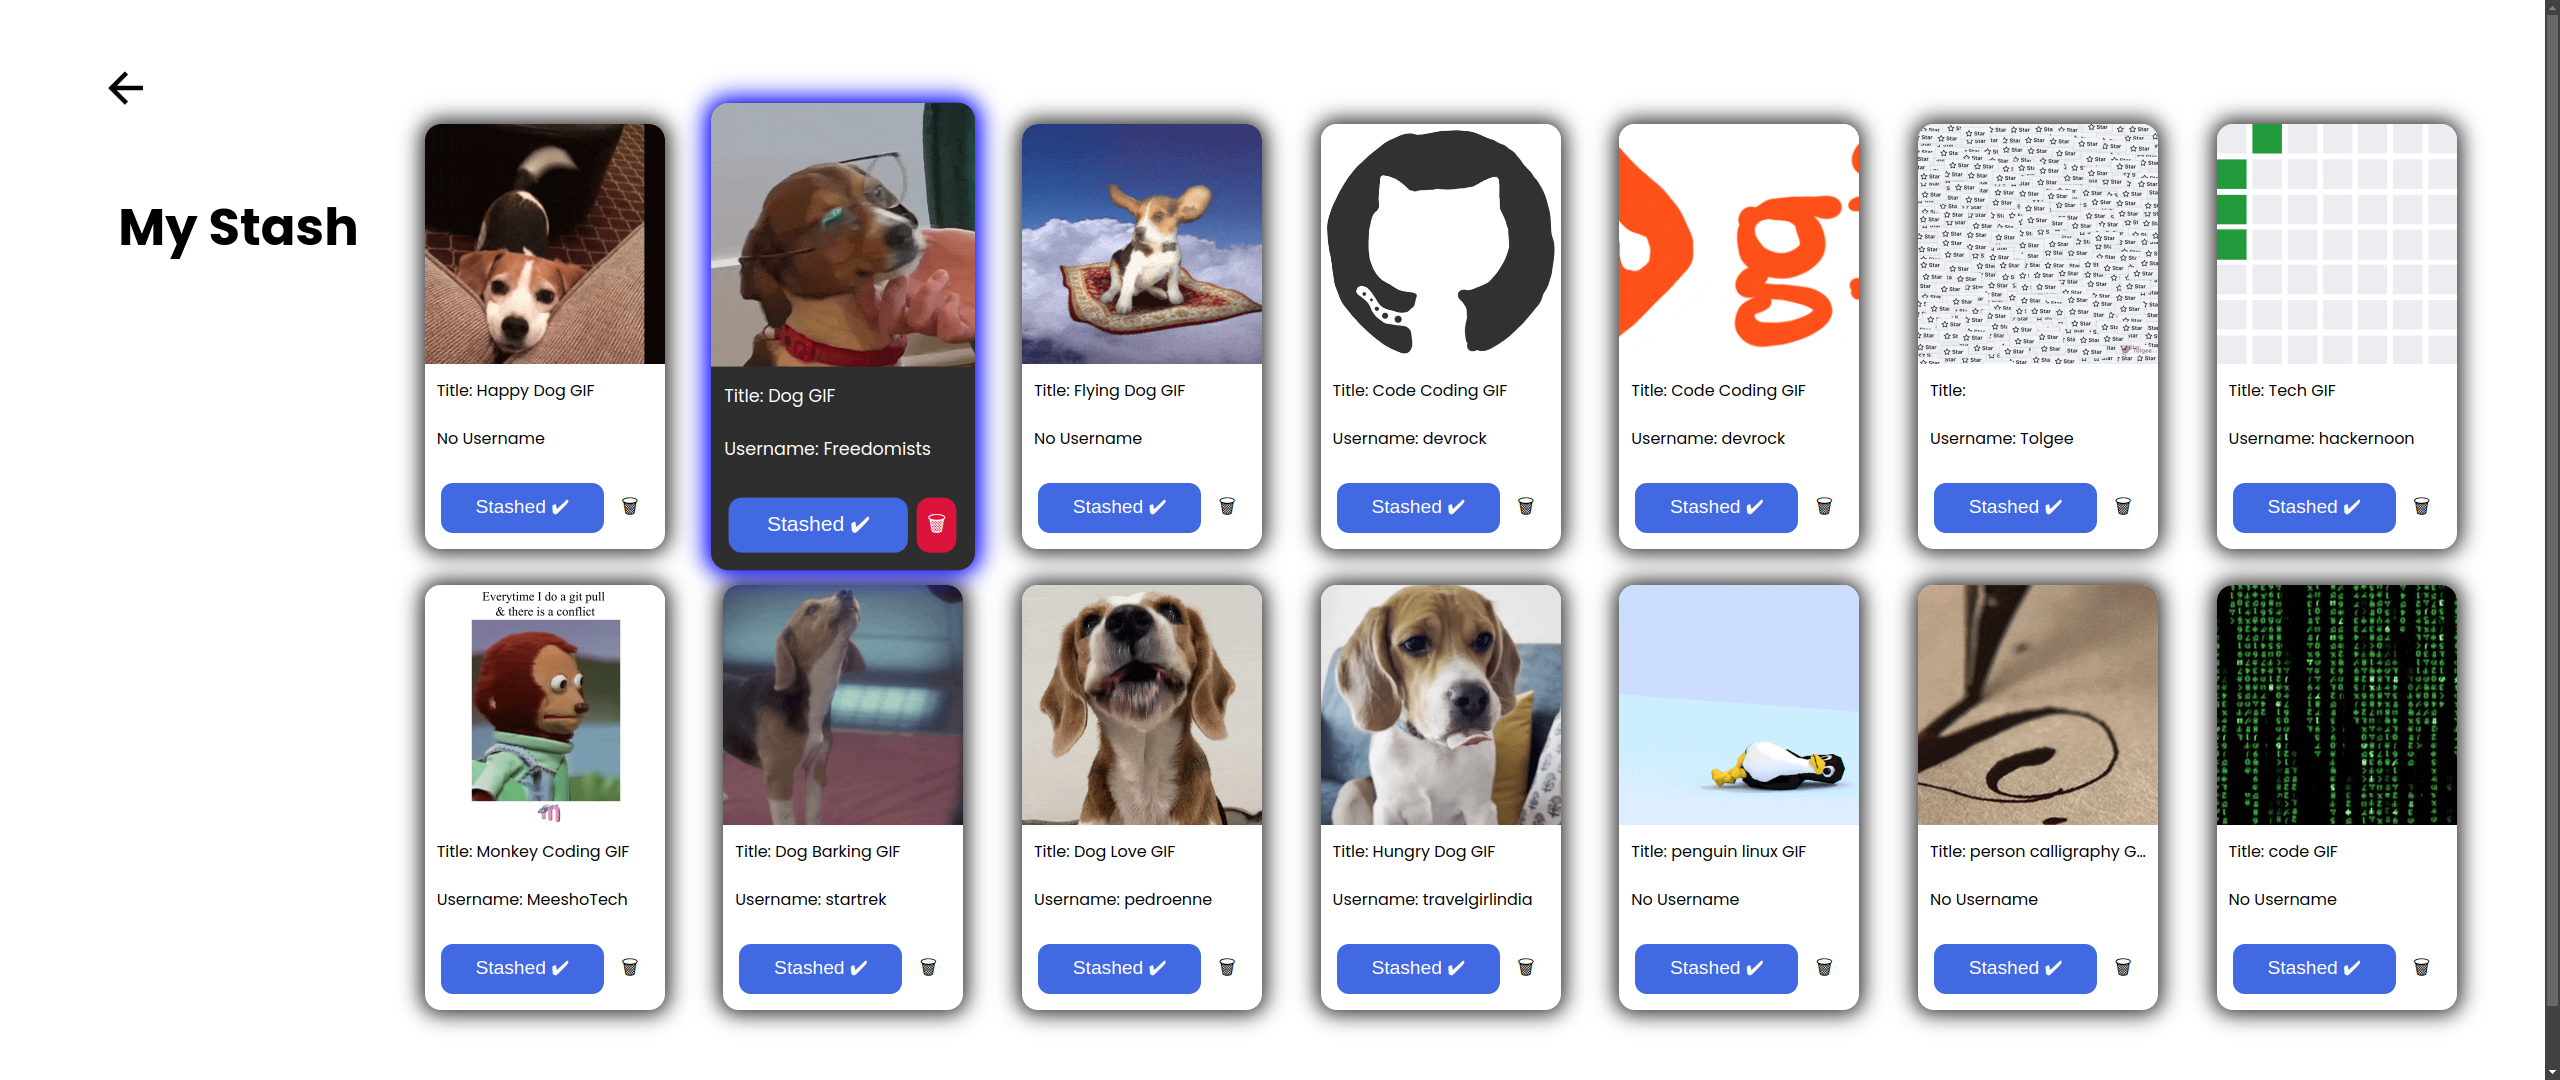 My Stash
Title: Happy Dog GIF
No Username
Stashed ✔
Title: Dog GIF
Username: Freedomists
Stashed ✔
Title: Flying Dog GIF
No Username
Stashed ✔
Title: Code Coding GIF
Username: devrock
Stashed ✔
gi
Title: Code Coding GIF
Username: devrock
Stashed ✔
Star
Tolgee
Title:
Username: Tolgee
Stashed ✔
Title: Tech GIF
Username: hackernoon
Stashed ✔
Everytime I do a git pull
& there is a conflict
m
Title: Monkey Coding GIF
Username: MeeshoTech
Stashed ✔
Title: Dog Barking GIF
Username: startrek
Stashed ✔
Title: Dog Love GIF
Username: pedroenne
Stashed ✔
Title: Hungry Dog GIF
Username: travelgirlindia
Stashed ✔
Title: penguin linux GIF
No Username
Stashed ✔
Title: person calligraphy G...
No Username
Stashed ✔
Title: code GIF
No Username
Stashed ✔